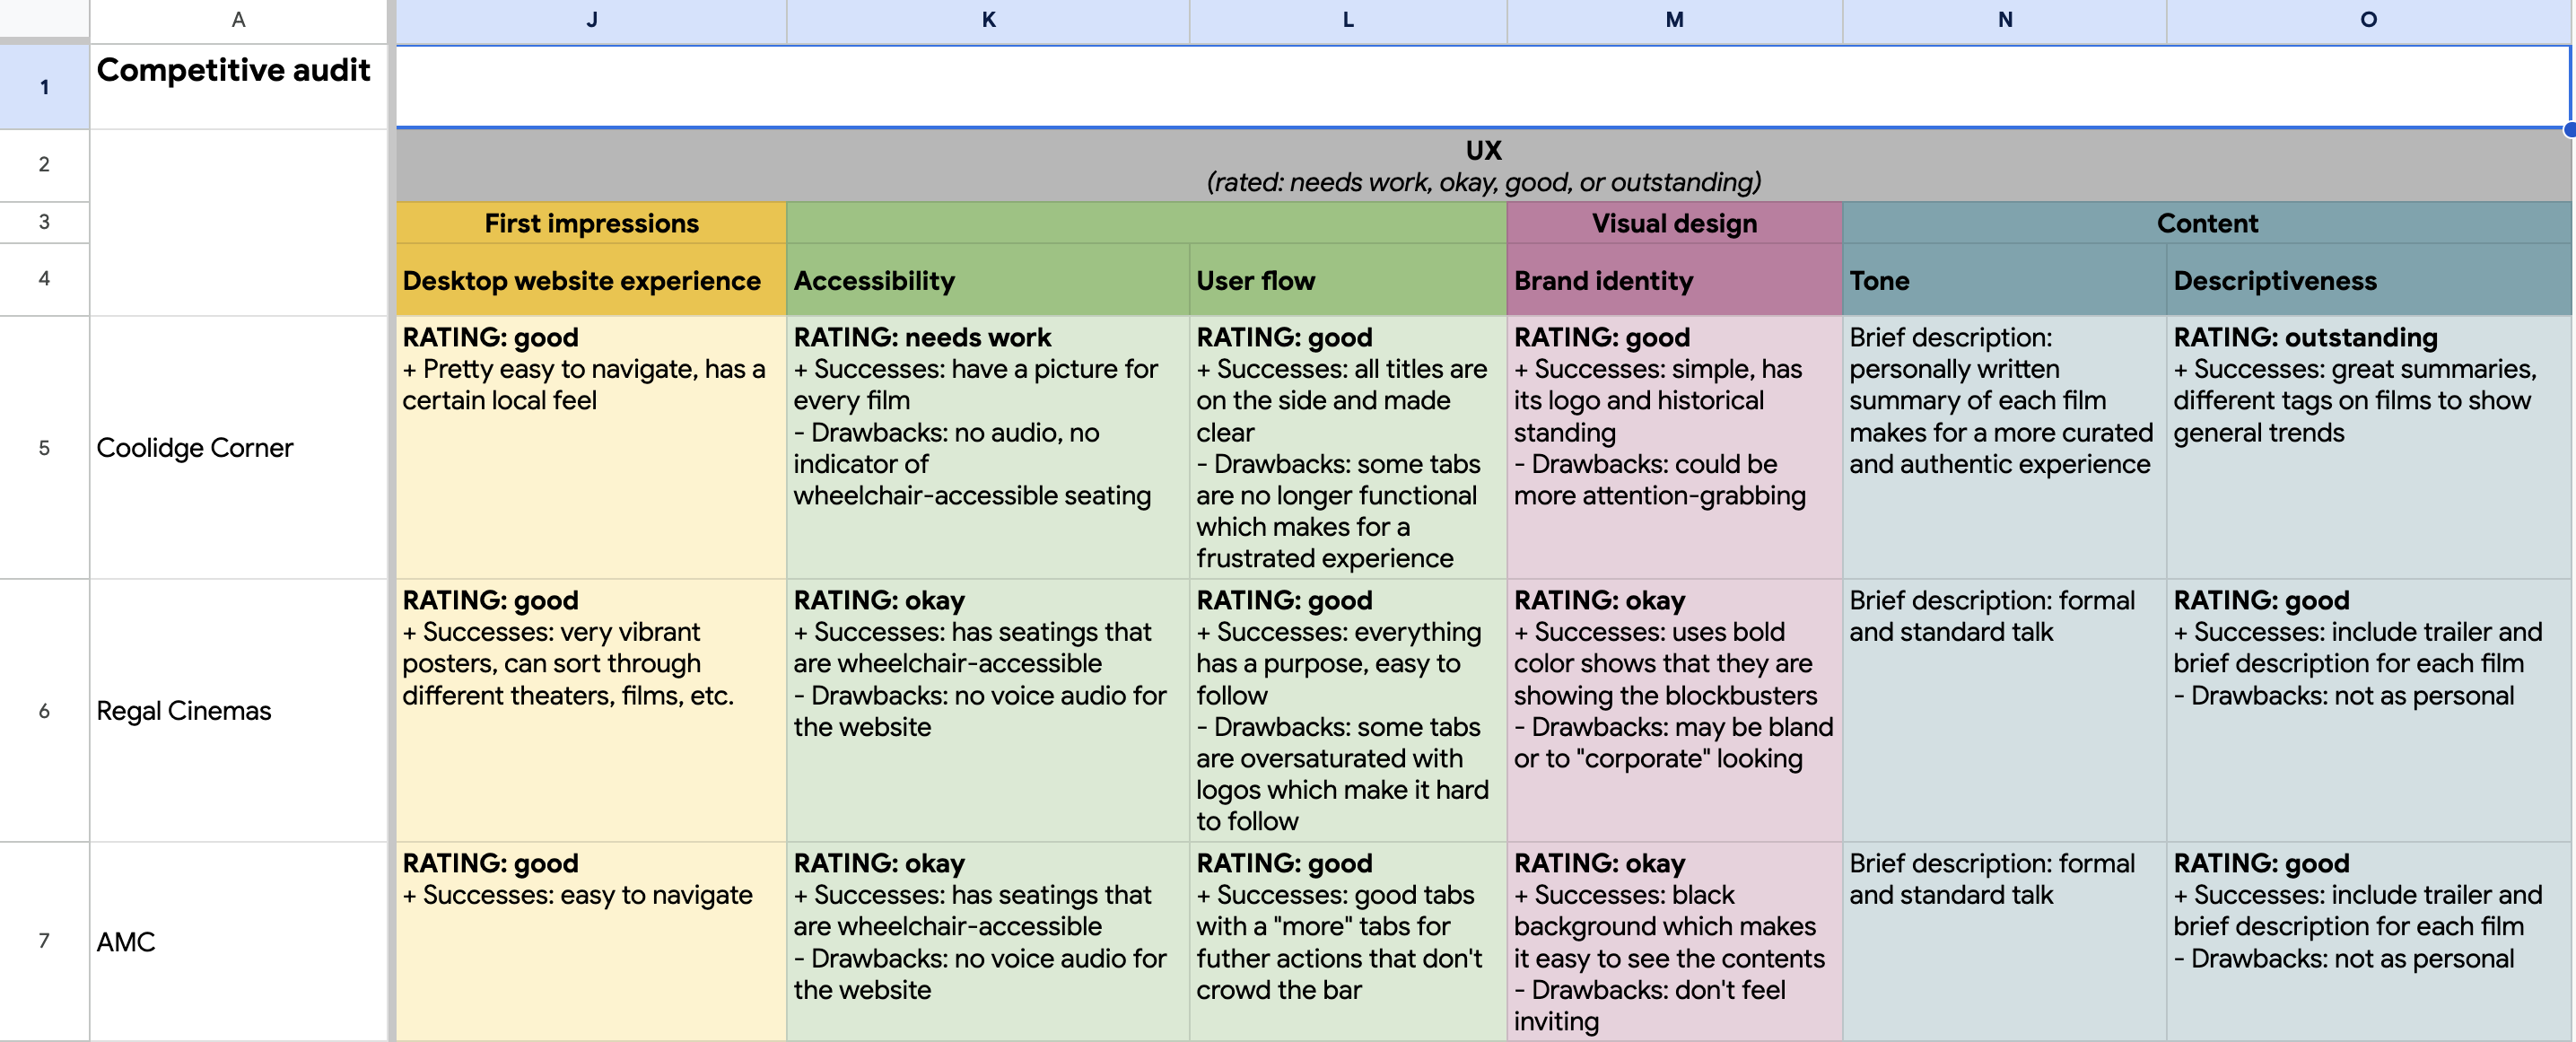 A J K L M N O
1 Competitive audit
2 UX
(rated: needs work, okay, good, or outstanding)
3 First impressions Visual design Content
4 Desktop website experience Accessibility User flow Brand identity Tone Descriptiveness
5
Coolidge Corner
RATING: good
+ Pretty easy to navigate, has a
certain local feel
RATING: needs work
+ Successes: have a picture for
every film
- Drawbacks: no audio, no
indicator of
wheelchair-accessible seating
RATING: good
+ Successes: all titles are
on the side and made
clear
- Drawbacks: some tabs
are no longer functional
which makes for a
frustrated experience
RATING: good
+ Successes: simple, has
its logo and historical
standing
- Drawbacks: could be
more attention-grabbing
Brief description:
personally written
summary of each film
makes for a more curated
and authentic experience
RATING: outstanding
+ Successes: great summaries,
different tags on films to show
general trends
6
Regal Cinemas
RATING: good
+ Successes: very vibrant
posters, can sort through
different theaters, films, etc.
RATING: okay
+ Successes: has seatings that
are wheelchair-accessible
- Drawbacks: no voice audio for
the website
RATING: good
+ Successes: everything
has a purpose, easy to
follow
- Drawbacks: some tabs
are oversaturated with
logos which make it hard
to follow
RATING: okay
+ Successes: uses bold
color shows that they are
showing the blockbusters
- Drawbacks: may be bland
or to "corporate" looking
Brief description: formal
and standard talk
RATING: good
+ Successes: include trailer and
brief description for each film
- Drawbacks: not as personal
7
AMC
RATING: good
+ Successes: easy to navigate
RATING: okay
+ Successes: has seatings that
are wheelchair-accessible
- Drawbacks: no voice audio for
the website
RATING: good
+ Successes: good tabs
with a "more" tabs for
futher actions that don't
crowd the bar
RATING: okay
+ Successes: black
background which makes
it easy to see the contents
- Drawbacks: don't feel
inviting
Brief description: formal
and standard talk
RATING: good
+ Successes: include trailer and
brief description for each film
- Drawbacks: not as personal